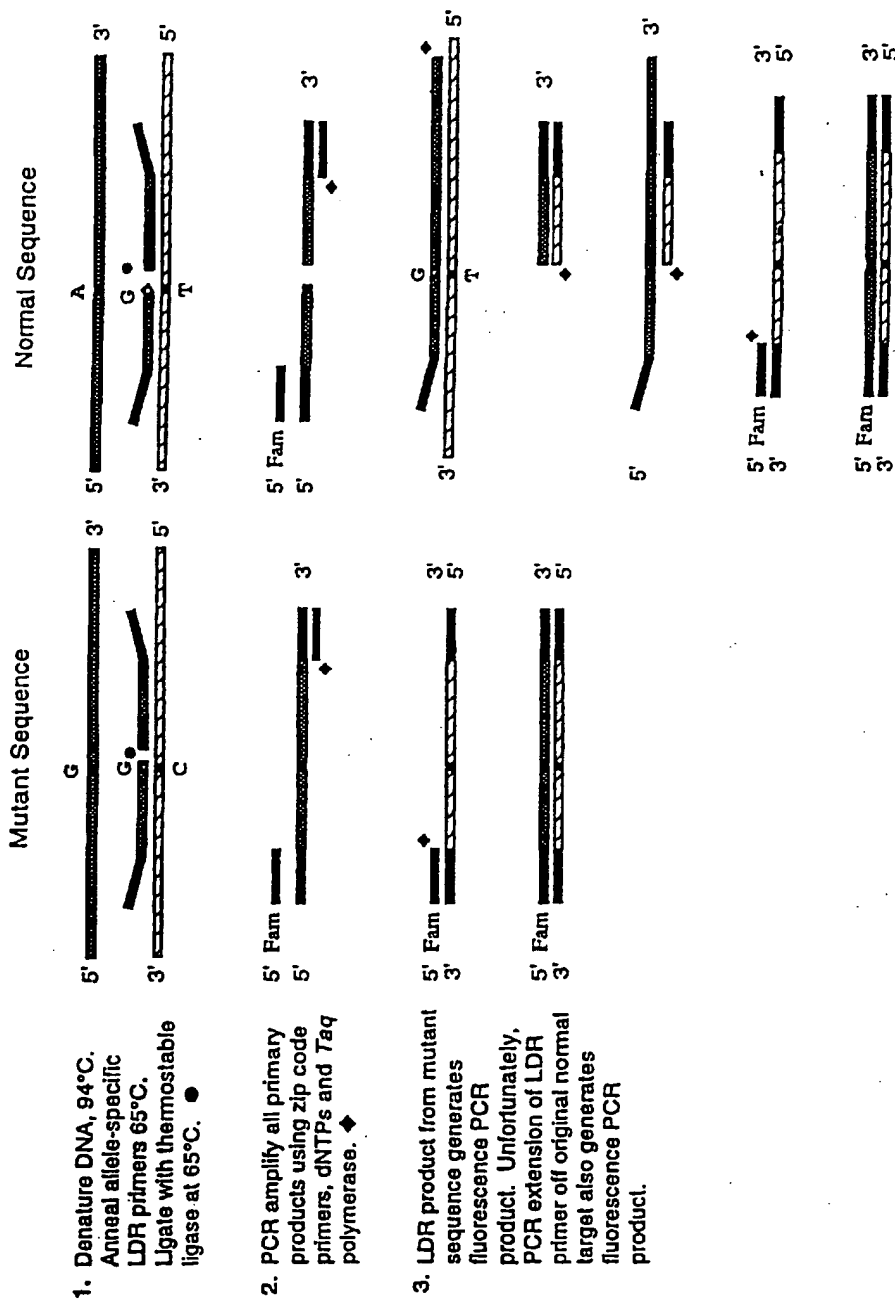 Mutant Sequence
Normal Sequence
1. Denature DNA, 94°C.
Anneal allele-specific
LDR primers 65°C.
Ligate with thermostable
ligase at 65°C. ●
5'
G
3'
G
3'
C
5'
5'
A
3'
G
3'
T
5'
2. PCR amplify all primary
products using zip code
primers, dNTPs and Taq
polymerase. ◆
5' Fam
5'
3'
5' Fam
5'
3'
3. LDR product from mutant
sequence generates
fluorescence PCR
product. Unfortunately,
PCR extension of LDR
primer off original normal
target also generates
fluorescence PCR
product.
5' Fam
3'
3'
5'
5' Fam
3'
3'
5'
G
3'
T
5'
3'
5'
3'
5' Fam
3'
3'
5'
5' Fam
3'
3'
5'